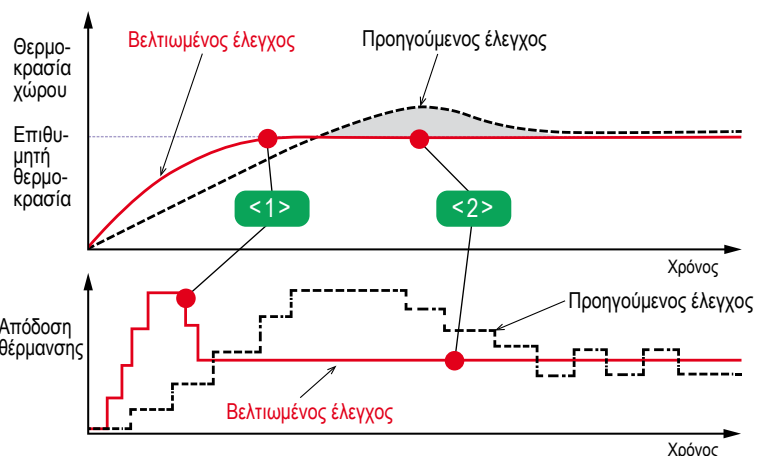 Θερμο-
κρασία
χώρου
Βελτιωμένος έλεγχος
Προηγούμενος έλεγχος
Επιθυ-
μητή
θερμο-
κρασία
<1>
<2>
Χρόνος
Απόδοση
θέρμανσης
Προηγούμενος έλεγχος
Βελτιωμένος έλεγχος
Χρόνος